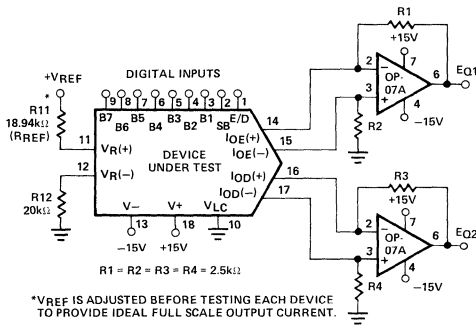 R1
+15V
2
7
6
EQ1
OP-
07A
3
4
-15V
R2
+VREF
DIGITAL INPUTS
*
R11
18.94kΩ
(RREF)
9 8 7 6 5 4 3 2 1
B7 B6 B5 B4 B3 B2 B1 SB E/D
14
IOE(+)
15
IOE(-)
11
VR(+)
DEVICE
UNDER TEST
12
VR(-)
16
IOD(+)
17
IOD(-)
R12
20kΩ
V- V+ VLC
13 18 10
-15V +15V
R3
+15V
2
7
6
EQ2
OP-
07A
3
4
-15V
R4
R1 = R2 = R3 = R4 = 2.5kΩ
*VREF IS ADJUSTED BEFORE TESTING EACH DEVICE
TO PROVIDE IDEAL FULL SCALE OUTPUT CURRENT.